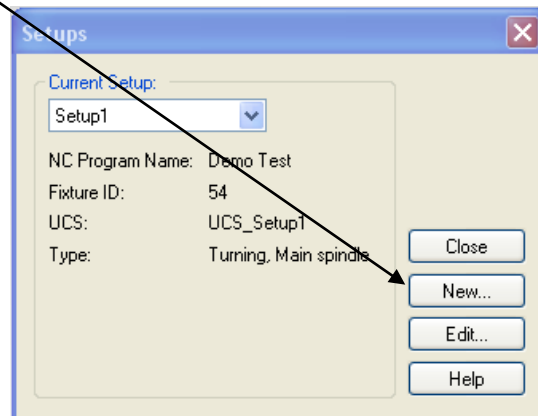 Setups
Current Setup:
Setup1
NC Program Name: Demo Test
Fixture ID: 54
UCS: UCS_Setup1
Type: Turning, Main spindle
Close
New...
Edit...
Help